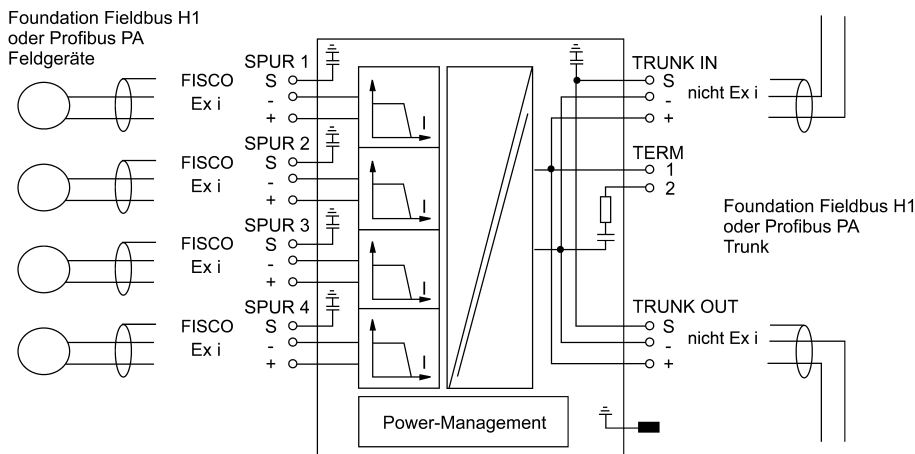 Foundation Fieldbus H1
oder Profibus PA
Feldgeräte
SPUR 1
FISCO
Ex i
S
-
+
I
SPUR 2
FISCO
Ex i
S
-
+
I
SPUR 3
FISCO
Ex i
S
-
+
I
SPUR 4
FISCO
Ex i
S
-
+
I
Power-Management
TRUNK IN
S
-
+
nicht Ex i
TERM
1
2
Foundation Fieldbus H1
oder Profibus PA
Trunk
TRUNK OUT
S
-
+
nicht Ex i